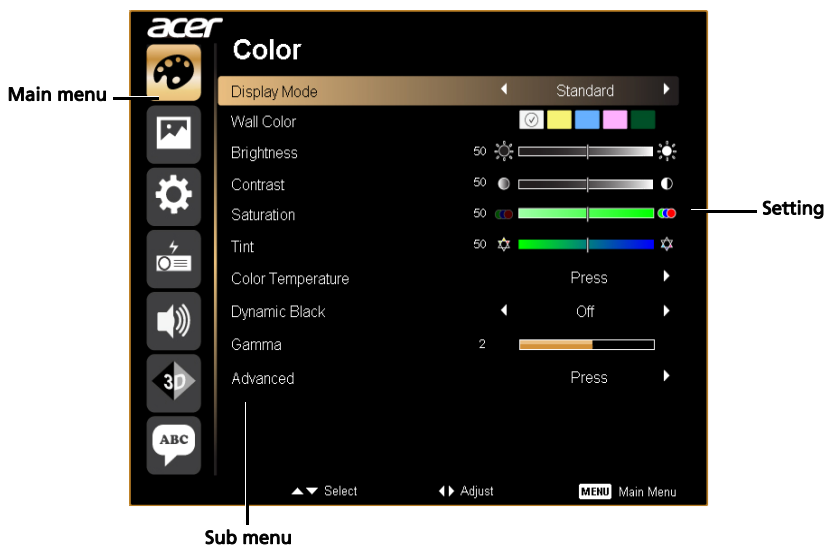 acer
Color
Main menu
Display Mode Standard
Wall Color
Brightness 50
Contrast 50
Saturation 50
Setting
Tint 50
Color Temperature Press
Dynamic Black Off
Gamma 2
3D
Advanced Press
ABC
Select Adjust MENU Main Menu
Sub menu